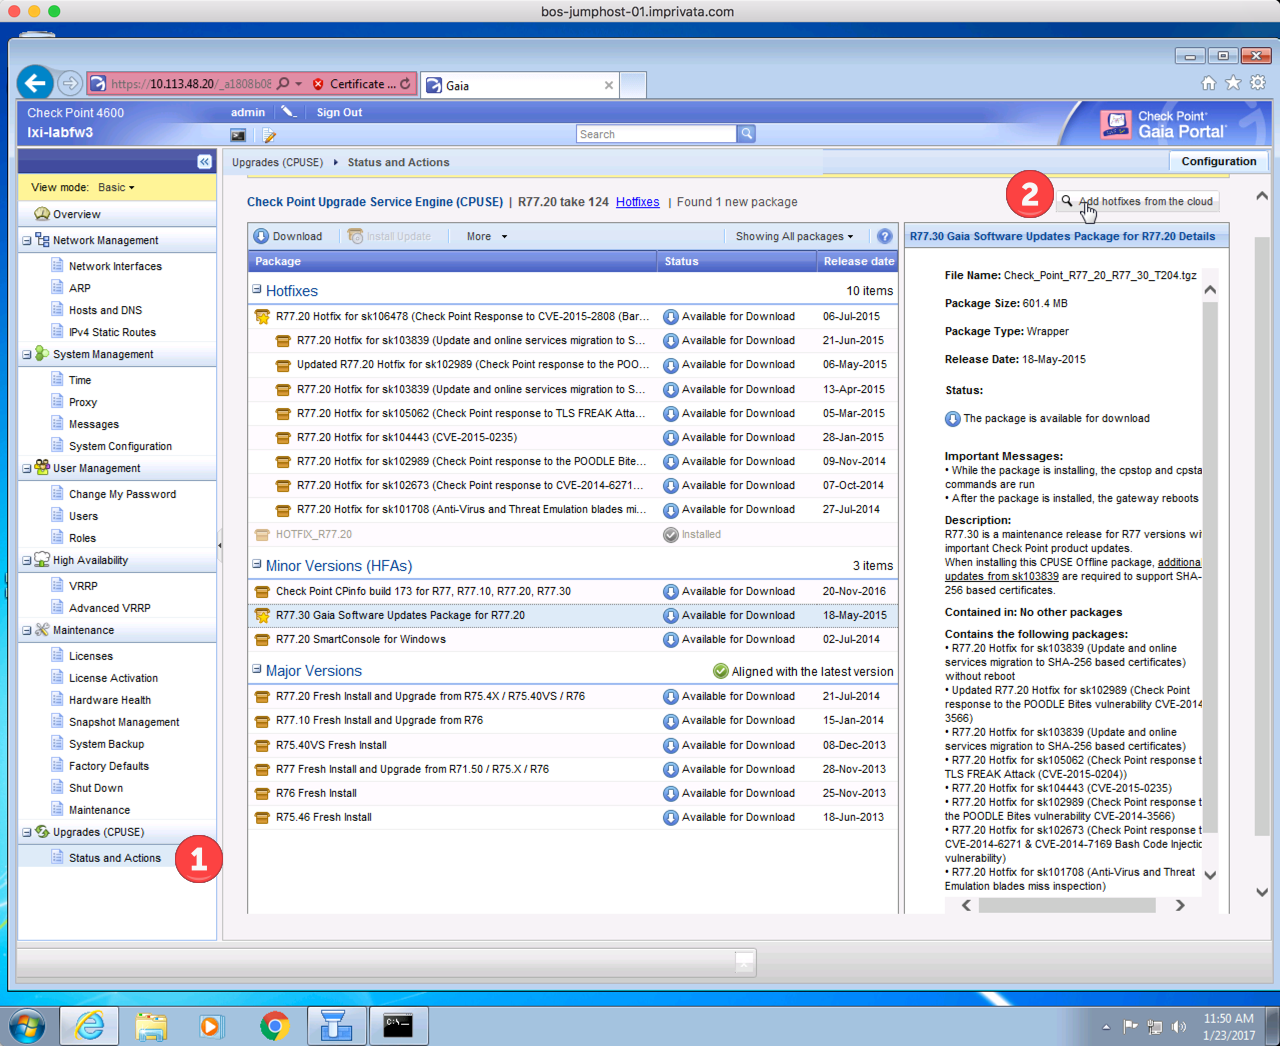 bos-jumphost-01.imprivata.com
https://10.113.48.20/_a1808b08
Certificate ...
Gaia
Check Point 4600
lxi-labfw3
admin
Sign Out
Search
Check Point
Gaia Portal
View mode: Basic
Upgrades (CPUSE)
Status and Actions
Configuration
Overview
Network Management
Network Interfaces
ARP
Hosts and DNS
IPv4 Static Routes
System Management
Time
Proxy
Messages
System Configuration
User Management
Change My Password
Users
Roles
High Availability
VRRP
Advanced VRRP
Maintenance
Licenses
License Activation
Hardware Health
Snapshot Management
System Backup
Factory Defaults
Shut Down
Maintenance
Upgrades (CPUSE)
Status and Actions
1
Check Point Upgrade Service Engine (CPUSE) | R77.20 take 124 Hotfixes | Found 1 new package
2
Add hotfixes from the cloud
Download
Install Update
More
Showing All packages
?
Package Status Release date
Hotfixes 10 items
R77.20 Hotfix for sk106478 (Check Point Response to CVE-2015-2808 (Bar... Available for Download 06-Jul-2015
R77.20 Hotfix for sk103839 (Update and online services migration to S... Available for Download 21-Jun-2015
Updated R77.20 Hotfix for sk102989 (Check Point response to the POO... Available for Download 06-May-2015
R77.20 Hotfix for sk103839 (Update and online services migration to S... Available for Download 13-Apr-2015
R77.20 Hotfix for sk105062 (Check Point response to TLS FREAK Atta... Available for Download 05-Mar-2015
R77.20 Hotfix for sk104443 (CVE-2015-0235) Available for Download 28-Jan-2015
R77.20 Hotfix for sk102989 (Check Point response to the POODLE Bite... Available for Download 09-Nov-2014
R77.20 Hotfix for sk102673 (Check Point response to CVE-2014-6271... Available for Download 07-Oct-2014
R77.20 Hotfix for sk101708 (Anti-Virus and Threat Emulation blades mi... Available for Download 27-Jul-2014
HOTFIX_R77.20 Installed
Minor Versions (HFAs) 3 items
Check Point CPinfo build 173 for R77, R77.10, R77.20, R77.30 Available for Download 20-Nov-2016
R77.30 Gaia Software Updates Package for R77.20 Available for Download 18-May-2015
R77.20 SmartConsole for Windows Available for Download 02-Jul-2014
Major Versions Aligned with the latest version
R77.20 Fresh Install and Upgrade from R75.4X / R75.40VS / R76 Available for Download 21-Jul-2014
R77.10 Fresh Install and Upgrade from R76 Available for Download 15-Jan-2014
R75.40VS Fresh Install Available for Download 08-Dec-2013
R77 Fresh Install and Upgrade from R71.50 / R75.X / R76 Available for Download 28-Nov-2013
R76 Fresh Install Available for Download 25-Nov-2013
R75.46 Fresh Install Available for Download 18-Jun-2013
R77.30 Gaia Software Updates Package for R77.20 Details
File Name: Check_Point_R77_20_R77_30_T204.tgz
Package Size: 601.4 MB
Package Type: Wrapper
Release Date: 18-May-2015
Status:
The package is available for download
Important Messages:
• While the package is installing, the cpstop and cpsta
commands are run
• After the package is installed, the gateway reboots
Description:
R77.30 is a maintenance release for R77 versions wi
important Check Point product updates.
When installing this CPUSE Offline package, additiona
updates from sk103839 are required to support SHA-
256 based certificates.
Contained in: No other packages
Contains the following packages:
• R77.20 Hotfix for sk103839 (Update and online
services migration to SHA-256 based certificates)
without reboot
• Updated R77.20 Hotfix for sk102989 (Check Point
response to the POODLE Bites vulnerability CVE-2014
3566)
• R77.20 Hotfix for sk103839 (Update and online
services migration to SHA-256 based certificates)
• R77.20 Hotfix for sk105062 (Check Point response t
TLS FREAK Attack (CVE-2015-0204))
• R77.20 Hotfix for sk104443 (CVE-2015-0235)
• R77.20 Hotfix for sk102989 (Check Point response t
the POODLE Bites vulnerability CVE-2014-3566)
• R77.20 Hotfix for sk102673 (Check Point response t
CVE-2014-6271 & CVE-2014-7169 Bash Code Injectic
vulnerability)
• R77.20 Hotfix for sk101708 (Anti-Virus and Threat
Emulation blades miss inspection)
11:50 AM
1/23/2017